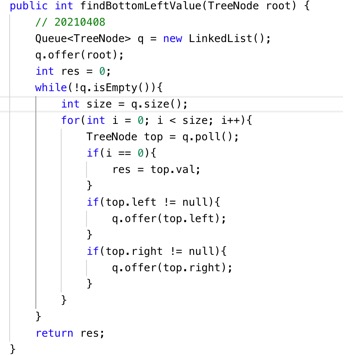 public int findBottomLeftValue(TreeNode root) {
    // 20210408
    Queue<TreeNode> q = new LinkedList();
    q.offer(root);
    int res = 0;
    while(!q.isEmpty()){
        int size = q.size();
        for(int i = 0; i < size; i++){
            TreeNode top = q.poll();
            if(i == 0){
                res = top.val;
            }
            if(top.left != null){
                q.offer(top.left);
            }
            if(top.right != null){
                q.offer(top.right);
            }
        }
    }
    return res;
}